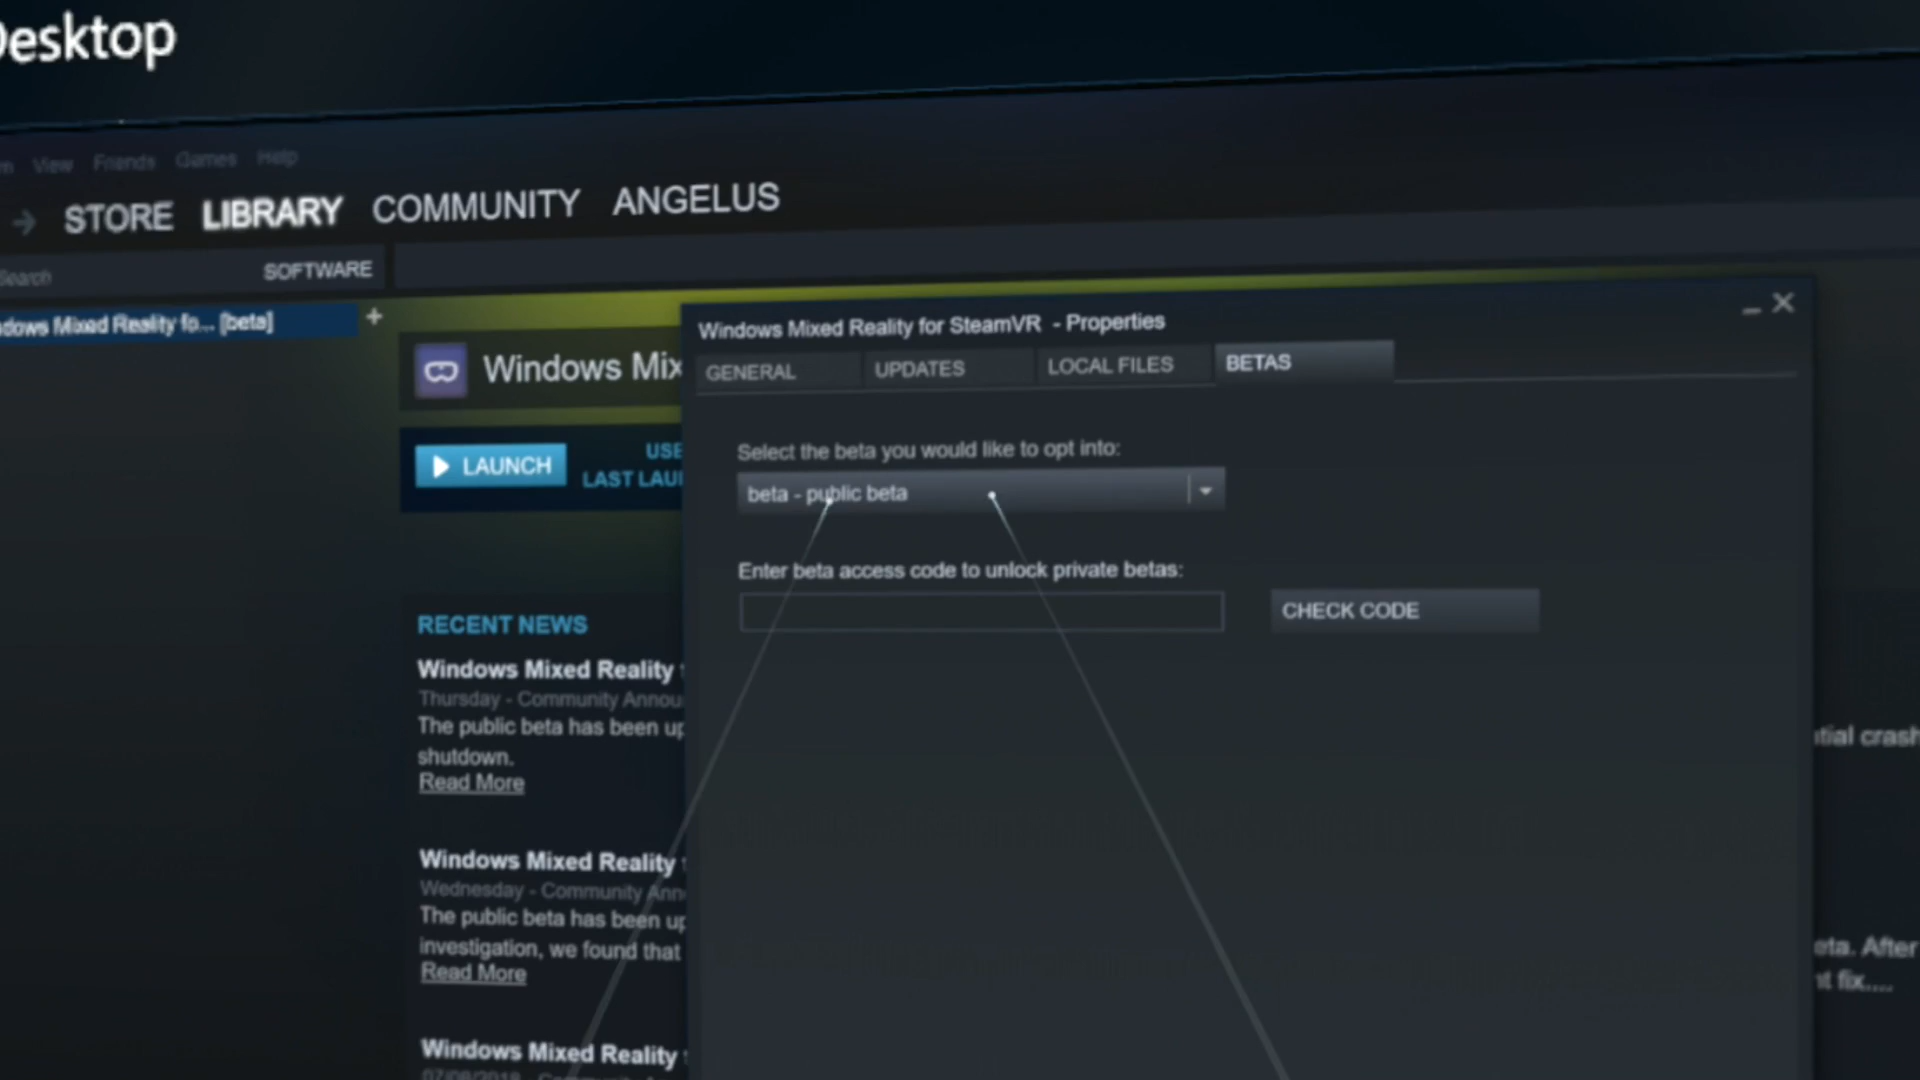 Desktop
View Friends Games Help
STORE LIBRARY COMMUNITY ANGELUS
Search SOFTWARE
dows Mixed Reality fo... [beta] +
Windows Mix
LAUNCH
USE
LAST LAU
RECENT NEWS
Windows Mixed Reality
Thursday - Community Annou
The public beta has been up
shutdown.
Read More
Windows Mixed Reality
Wednesday - Community Ann
The public beta has been up
investigation, we found that
Read More
Windows Mixed Reality
Windows Mixed Reality for SteamVR - Properties
GENERAL UPDATES LOCAL FILES BETAS
Select the beta you would like to opt into:
beta - public beta
Enter beta access code to unlock private betas:
CHECK CODE
tial crash
eta. After
t fix....